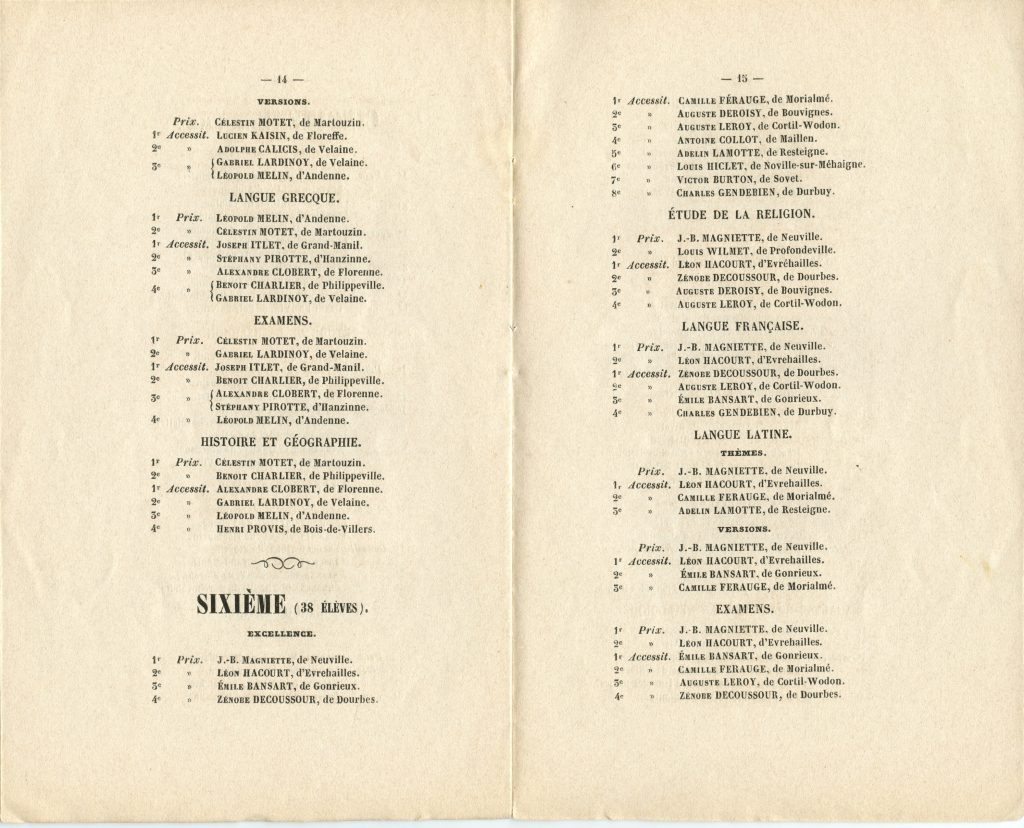 — 14 —
VERSIONS.
Prix. CÉLESTIN MOTET, de Martouzin.
1r Accessit. LUCIEN KAISIN, de Floreffe.
2e » ADOLPHE CALICIS, de Velaine.
3e » { GABRIEL LARDINOY, de Velaine.
LÉOPOLD MELIN, d'Andenne.
LANGUE GRECQUE.
1r Prix. LÉOPOLD MELIN, d'Andenne.
2e » CÉLESTIN MOTET, de Martouzin.
1r Accessit. JOSEPH ITLET, de Grand-Manil.
2e » STÉPHANY PIROTTE, d'Hanzinne.
3e » ALEXANDRE CLOBERT, de Florenne.
4e » { BENOIT CHARLIER, de Philippeville.
GABRIEL LARDINOY, de Velaine.
EXAMENS.
1r Prix. CÉLESTIN MOTET, de Martouzin.
2e » GABRIEL LARDINOY, de Velaine.
1r Accessit. JOSEPH ITLET, de Grand-Manil.
2e » BENOIT CHARLIER, de Philippeville.
3e » { ALEXANDRE CLOBERT, de Florenne.
STÉPHANY PIROTTE, d'Hanzinne.
4e » LÉOPOLD MELIN, d'Andenne.
HISTOIRE ET GÉOGRAPHIE.
1r Prix. CÉLESTIN MOTET, de Martouzin.
2e » BENOIT CHARLIER, de Philippeville.
1r Accessit. ALEXANDRE CLOBERT, de Florenne.
2e » GABRIEL LARDINOY, de Velaine.
3e » LÉOPOLD MELIN, d'Andenne.
4e » HENRI PROVIS, de Bois-de-Villers.
SIXIÈME (38 ÉLÈVES).
EXCELLENCE.
1r Prix. J.-B. MAGNIETTE, de Neuville.
2e » LÉON HACOURT, d'Evrehailles.
3e » ÉMILE BANSART, de Gonrieux.
4e » ZÉNOBE DECOUSSOUR, de Dourbes.
— 15 —
1r Accessit. CAMILLE FÉRAUGE, de Morialmé.
2e » AUGUSTE DEROISY, de Bouvignes.
3e » AUGUSTE LEROY, de Cortil-Wodon.
4e » ANTOINE COLLOT, de Maillen.
5e » ADELIN LAMOTTE, de Resteigne.
6e » LOUIS HICLET, de Noville-sur-Méhaigne.
7e » VICTOR BURTON, de Sovet.
8e » CHARLES GENDEBIEN, de Durbuy.
ÉTUDE DE LA RELIGION.
1r Prix. J.-B. MAGNIETTE, de Neuville.
2e » LOUIS WILMET, de Profondeville.
1r Accessit. LÉON HACOURT, d'Evréhailles.
2e » ZÉNOBE DECOUSSOUR, de Dourbes.
3e » AUGUSTE DEROISY, de Bouvignes.
4e » AUGUSTE LEROY, de Cortil-Wodon.
LANGUE FRANÇAISE.
1r Prix. J.-B. MAGNIETTE, de Neuville.
2e » LÉON HACOURT, d'Evrehailles.
1r Accessit. ZÉNOBE DECOUSSOUR, de Dourbes.
2e » AUGUSTE LEROY, de Cortil-Wodon.
3e » ÉMILE BANSART, de Gonrieux.
4e » CHARLES GENDEBIEN, de Durbuy.
LANGUE LATINE.
THÈMES.
Prix. J.-B. MAGNIETTE, de Neuville.
1r Accessit. LÉON HACOURT, d'Evrehailles.
2e » CAMILLE FERAUGE, de Morialmé.
3e » ADELIN LAMOTTE, de Resteigne.
VERSIONS.
Prix. J.-B. MAGNIETTE, de Neuville.
1r Accessit. LÉON HACOURT, d'Evrehailles.
2e » ÉMILE BANSART, de Gonrieux.
3e » CAMILLE FERAUGE, de Morialmé.
EXAMENS.
1r Prix. J.-B. MAGNIETTE, de Neuville.
2e » LÉON HACOURT, d'Evrehailles.
1r Accessit. ÉMILE BANSART, de Gonrieux.
2e » CAMILLE FERAUGE, de Morialmé.
3e » AUGUSTE LEROY, de Cortil-Wodon.
4e » ZÉNOBE DECOUSSOUR, de Dourbes.